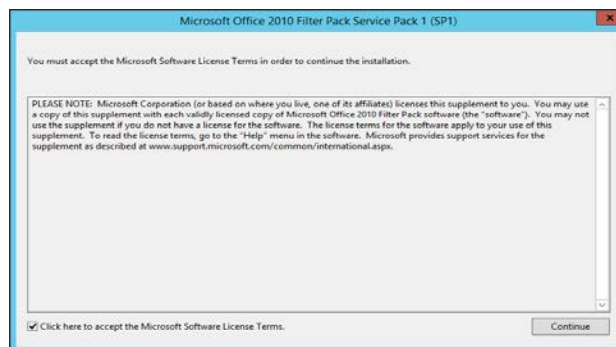 Microsoft Office 2010 Filter Pack Service Pack 1 (SP1)
You must accept the Microsoft Software License Terms in order to continue the installation.
PLEASE NOTE: Microsoft Corporation (or based on where you live, one of its affiliates) licenses this supplement to you. You may use
a copy of this supplement with each validly licensed copy of Microsoft Office 2010 Filter Pack software (the "software"). You may not
use the supplement if you do not have a license for the software. The license terms for the software apply to your use of this
supplement. To read the license terms, go to the "Help" menu in the software. Microsoft provides support services for the
supplement as described at www.support.microsoft.com/common/international.aspx.
Click here to accept the Microsoft Software License Terms.
Continue